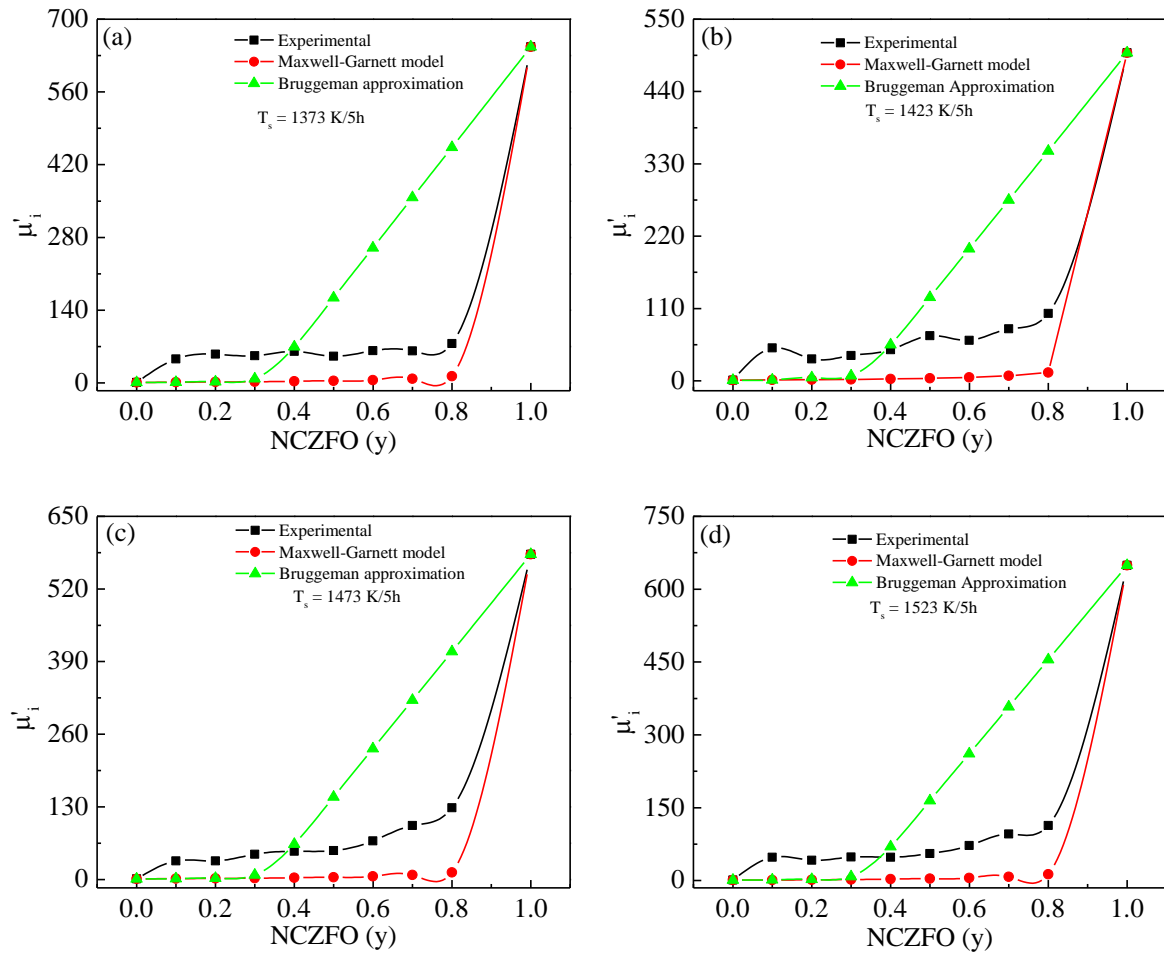 (a)
Experimental
Maxwell-Garnett model
Bruggeman approximation
T_s = 1373 K/5h
700
560
420
280
140
0
μ'_i
0.0 0.2 0.4 0.6 0.8 1.0
NCZFO (y)
(b)
Experimental
Maxwell-Garnett model
Bruggeman Approximation
T_s = 1423 K/5h
550
440
330
220
110
0
μ'_i
0.0 0.2 0.4 0.6 0.8 1.0
NCZFO (y)
(c)
Experimental
Maxwell-Garnett model
Bruggeman approximation
T_s = 1473 K/5h
650
520
390
260
130
0
μ'_i
0.0 0.2 0.4 0.6 0.8 1.0
NCZFO (y)
(d)
Experimental
Maxwell-Garnett model
Bruggeman Approximation
T_s = 1523 K/5h
750
600
450
300
150
0
μ'_i
0.0 0.2 0.4 0.6 0.8 1.0
NCZFO (y)